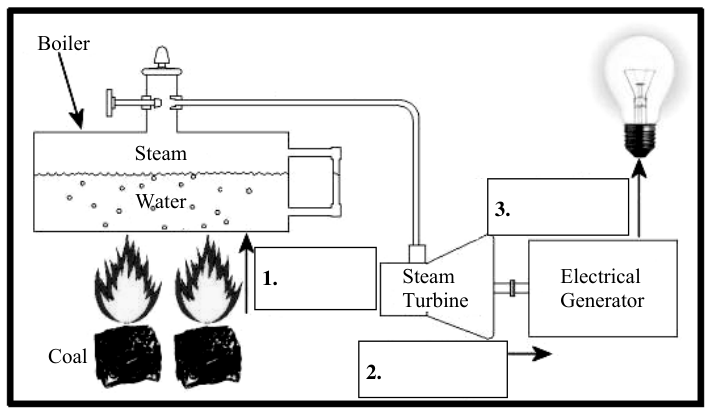 Boiler
Steam
Water
3.
1.
Steam
Turbine
Electrical
Generator
Coal
2.